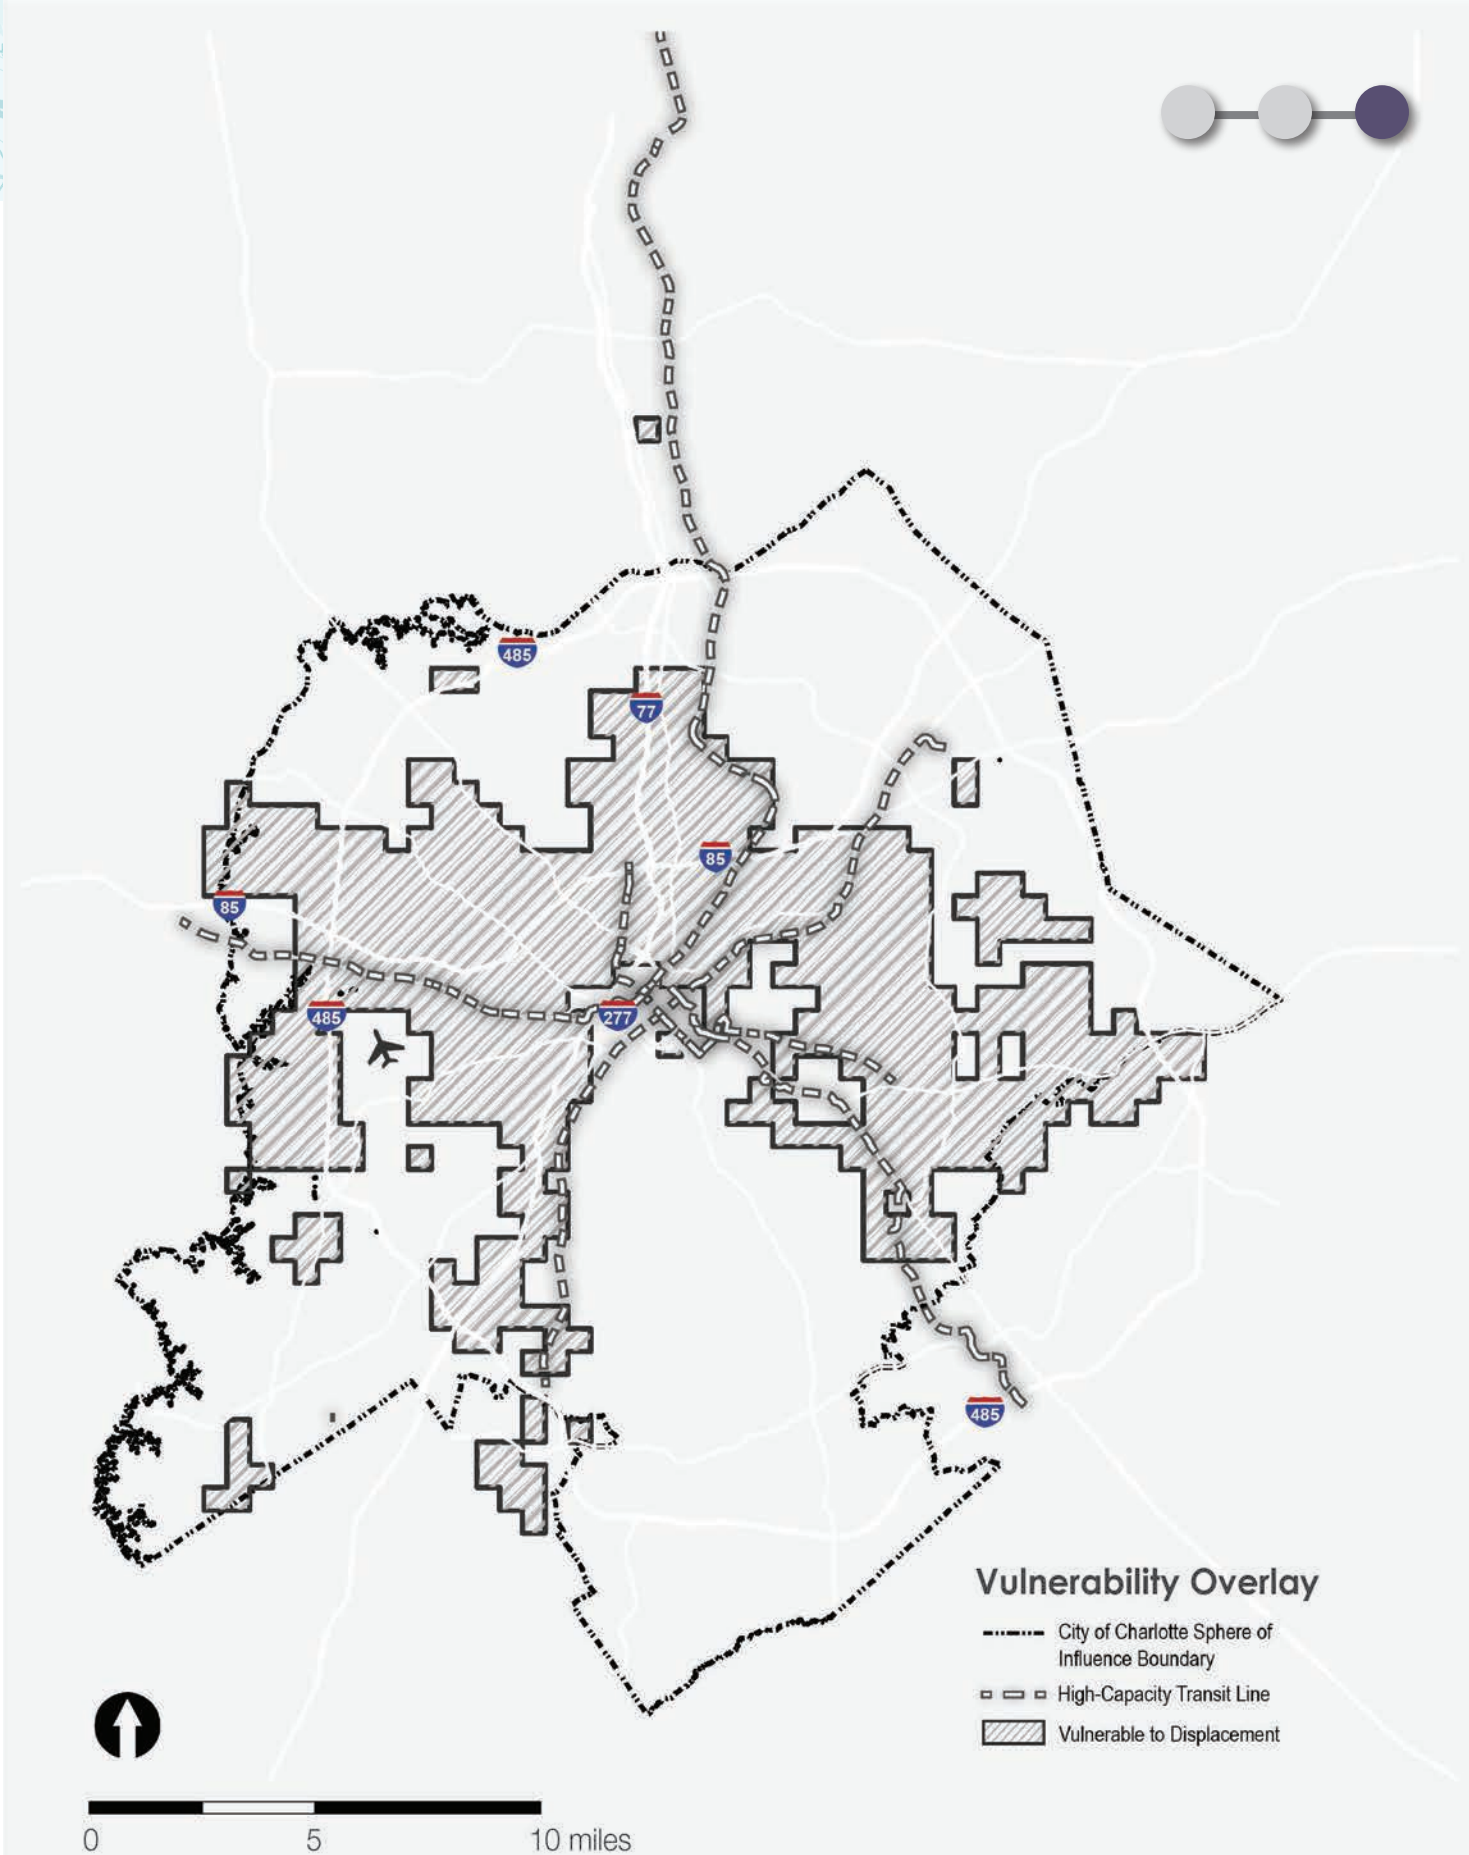 485
77
85
85
485
277
485
Vulnerability Overlay
City of Charlotte Sphere of
Influence Boundary
High-Capacity Transit Line
Vulnerable to Displacement
0
5
10 miles